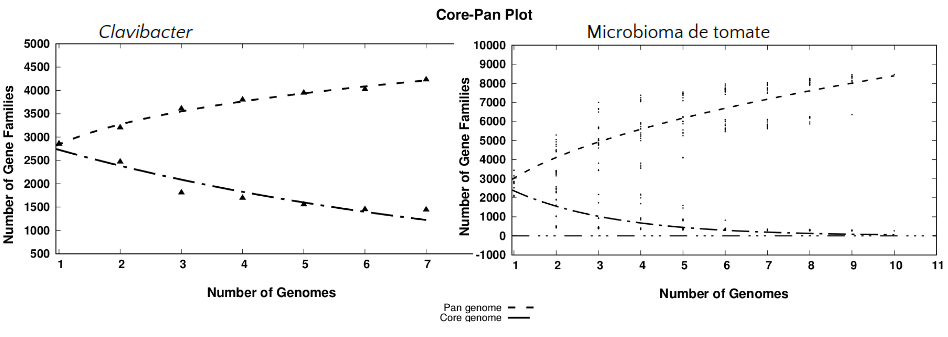 Core-Pan Plot
Clavibacter
Number of Gene Families
5000
4500
4000
3500
3000
2500
2000
1500
1000
500
1 2 3 4 5 6 7
Number of Genomes
Microbioma de tomate
Number of Gene Families
10000
9000
8000
7000
6000
5000
4000
3000
2000
1000
0
-1000
1 2 3 4 5 6 7 8 9 10 11
Number of Genomes
Pan genome
Core genome